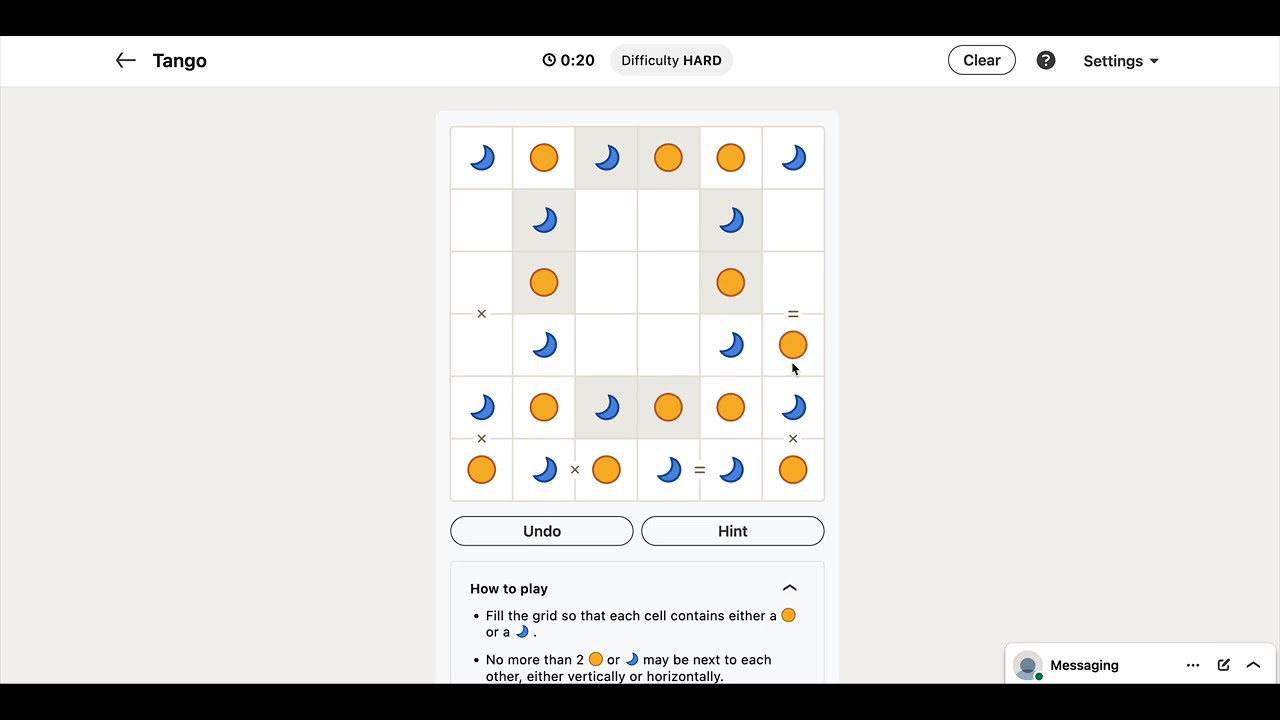 Tango
0:20
Difficulty HARD
Clear
?
Settings
×
=
×
×
×
=
Undo
Hint
How to play
• Fill the grid so that each cell contains either a
or a .
• No more than 2 or may be next to each
other, either vertically or horizontally.
Messaging